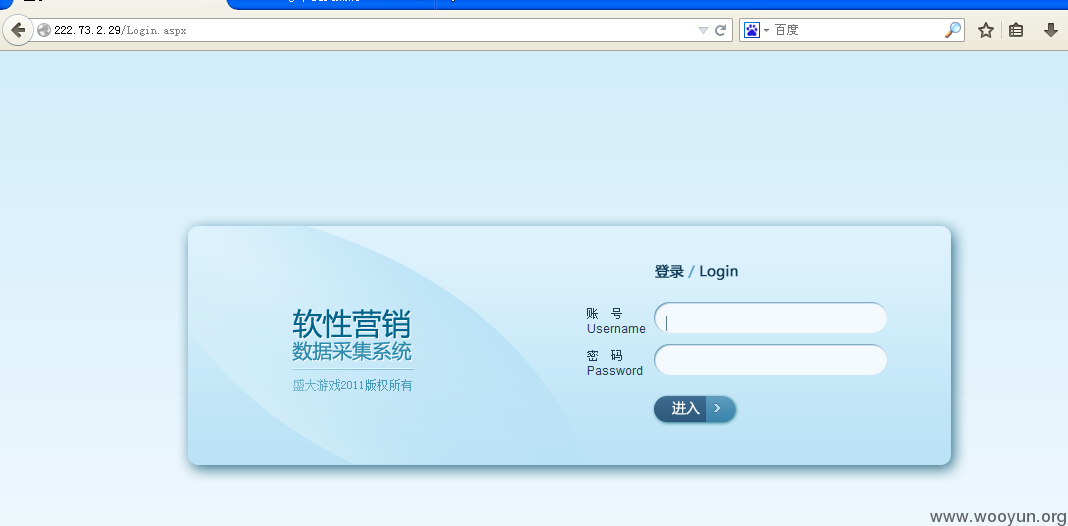 222.73.2.29/Login.aspx
百度
登录 / Login
软性营销
数据采集系统
盛大游戏2011版权所有
账 号
Username
密 码
Password
进入 >
www.wooyun.org